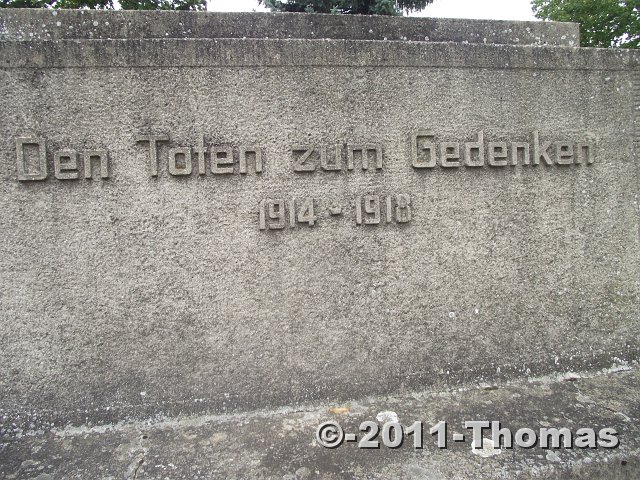 Den Toten zum Gedenken
1914 - 1918
©-2011-Thomas